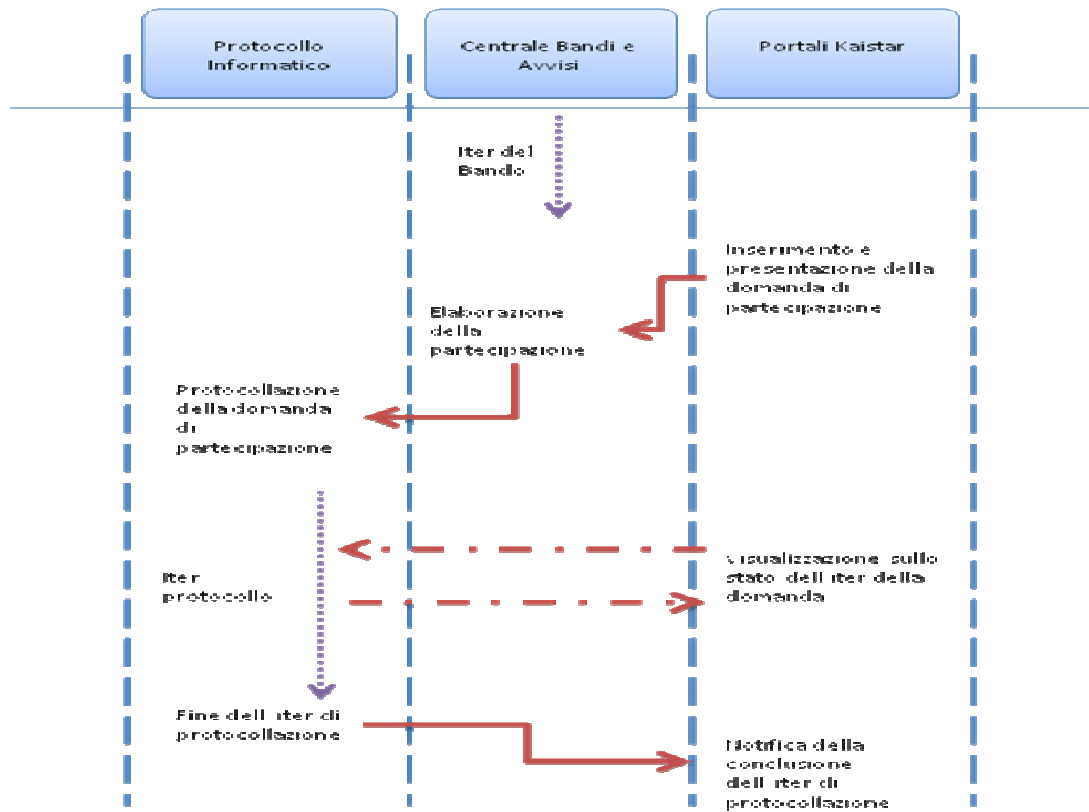 Protocollo
Informatico
Centrale Bandi e
Avvisi
Portali Kaistar
Iter del
Bando
Inserimento e
presentazione della
domanda di
partecipazione
Elaborazione
della
partecipazione
Protocollazione
della domanda
di
partecipazione
Visualizzazione sullo
stato dell'iter della
domanda
Iter
protocollo
Fine dell'iter di
protocollazione
Notifica della
conclusione
dell'iter di
protocollazione